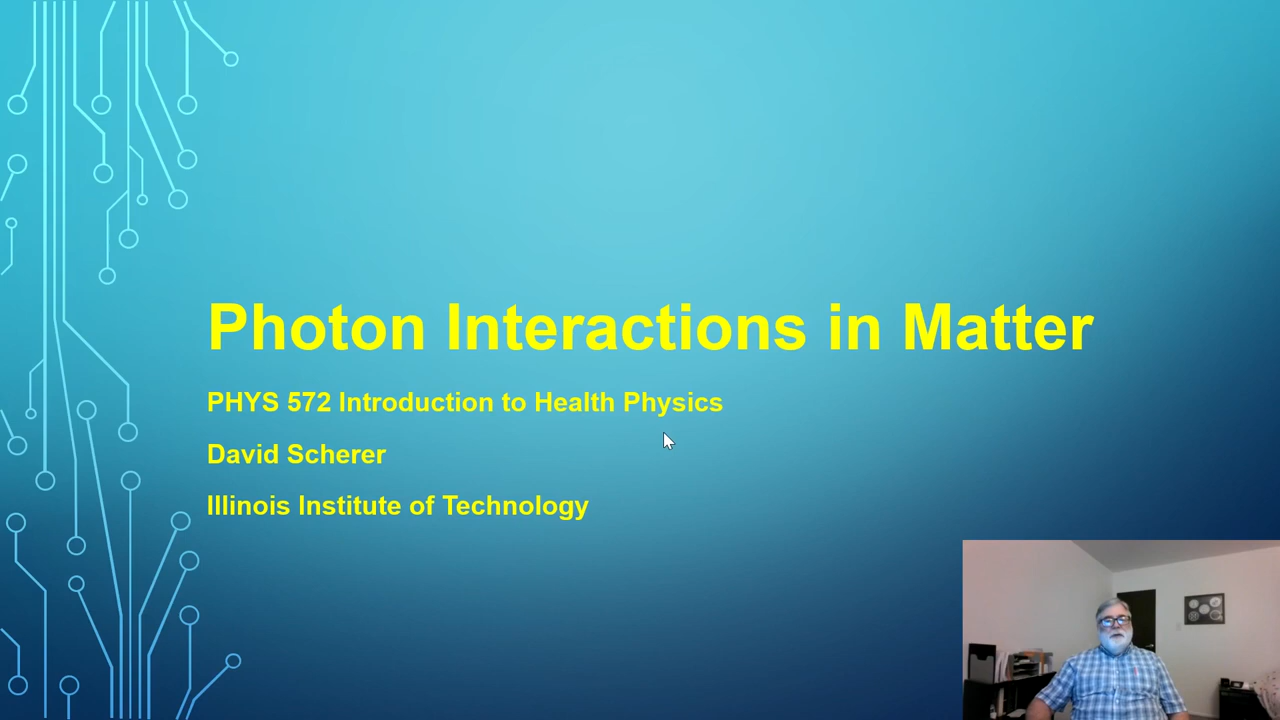 Photon Interactions in Matter
PHYS 572 Introduction to Health Physics
David Scherer
Illinois Institute of Technology